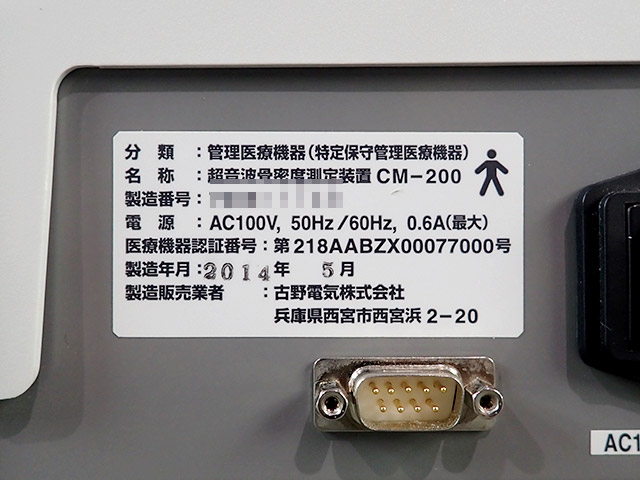 分　類　：管理医療機器（特定保守管理医療機器）
名　称　：超音波骨密度測定装置 CM-200
製造番号：
電　源　：AC100V, 50Hz/60Hz, 0.6A(最大)
医療機器認証番号：第218AABZX00077000号
製造年月：2014年　5月
製造販売業者　：古野電気株式会社
兵庫県西宮市西宮浜 2-20
AC1